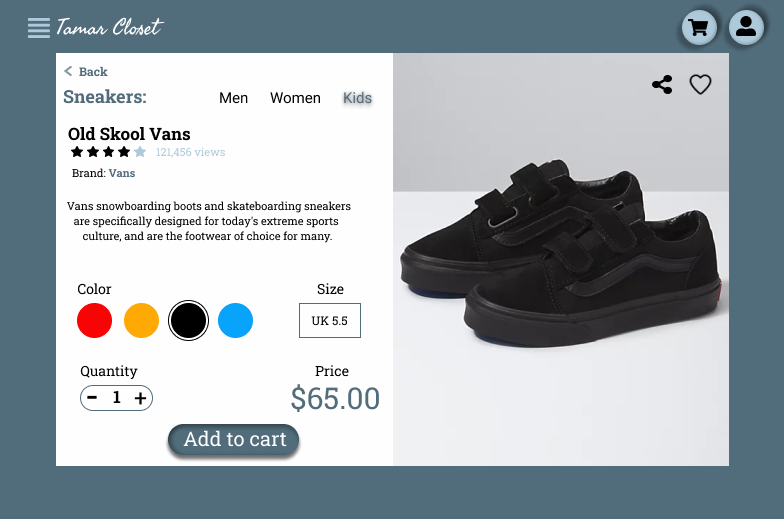 Tamar Closet
Back
Sneakers:
Men Women Kids
Old Skool Vans
121,456 views
Brand: Vans
Vans snowboarding boots and skateboarding sneakers
are specifically designed for today's extreme sports
culture, and are the footwear of choice for many.
Color
Size
UK 5.5
Quantity
- 1 +
Price
$65.00
Add to cart